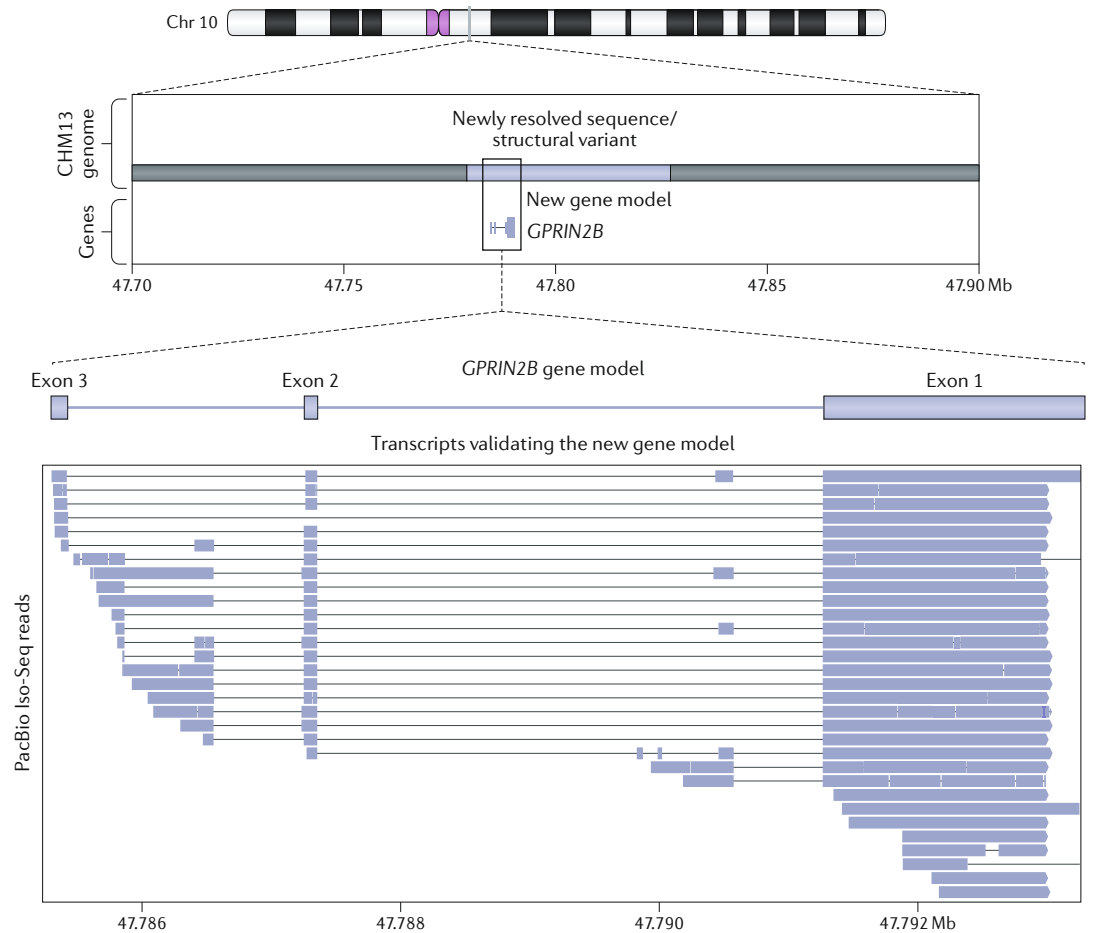 Chr 10
CHM13
genome
Newly resolved sequence/
structural variant
Genes
New gene model
GPRIN2B
47.70
47.75
47.80
47.85
47.90 Mb
GPRIN2B gene model
Exon 3
Exon 2
Exon 1
Transcripts validating the new gene model
PacBio Iso-Seq reads
47.786
47.788
47.790
47.792 Mb